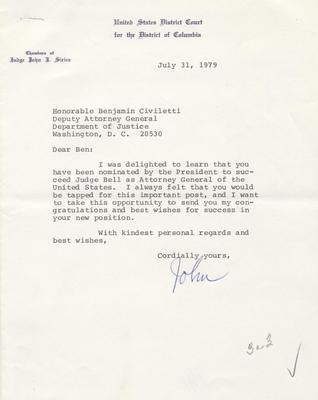 United States District Court
for the District of Columbia
Chambers of
Judge John J. Sirica
July 31, 1979
Honorable Benjamin Civiletti
Deputy Attorney General
Department of Justice
Washington, D. C. 20530
Dear Ben:
I was delighted to learn that you
have been nominated by the President to suc-
ceed Judge Bell as Attorney General of the
United States. I always felt that you would
be tapped for this important post, and I want
to take this opportunity to send you my con-
gratulations and best wishes for success in
your new position.
With kindest personal regards and
best wishes,
Cordially yours,
John